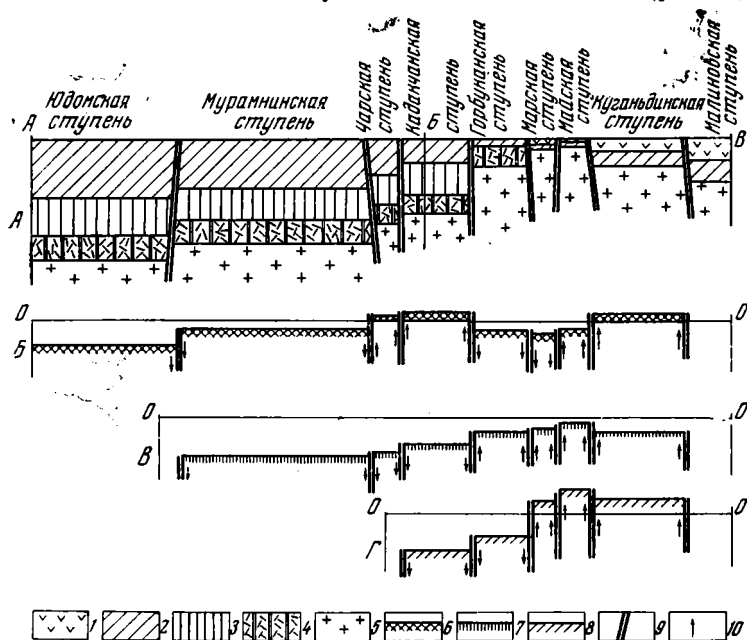 Юдомская ступень
Мурамнинская ступень
Чарская ступень
Кадакчанская ступень
Горбунанская ступень
Марская ступень
Майская ступень
Куганьдинская ступень
Малиновская ступень
А Б В
А
0 0
Б
0 0
В
0 0
Г
1 2 3 4 5 6 7 8 9 10